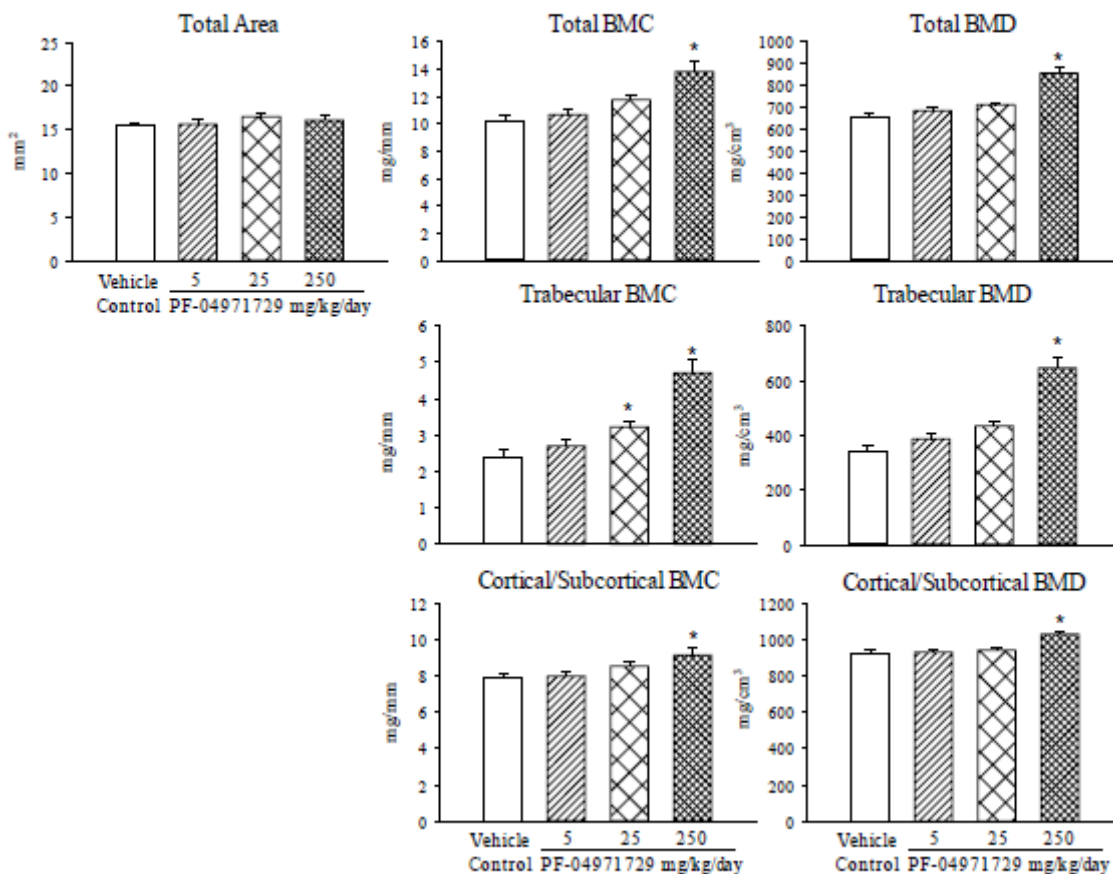 Total Area
25
20
15
10
5
0
mm²
Vehicle 5 25 250
Control PF-04971729 mg/kg/day
Total BMC
16
14
12
10
8
6
4
2
0
mg/mm
*
Total BMD
1000
900
800
700
600
500
400
300
200
100
0
mg/cm³
*
Trabecular BMC
6
5
4
3
2
1
0
mg/mm
*
*
Trabecular BMD
800
600
400
200
0
mg/cm³
*
Cortical/Subcortical BMC
12
10
8
6
4
2
0
mg/mm
*
Vehicle 5 25 250
Control PF-04971729 mg/kg/day
Cortical/Subcortical BMD
1200
1000
800
600
400
200
0
mg/cm³
*
Vehicle 5 25 250
Control PF-04971729 mg/kg/day